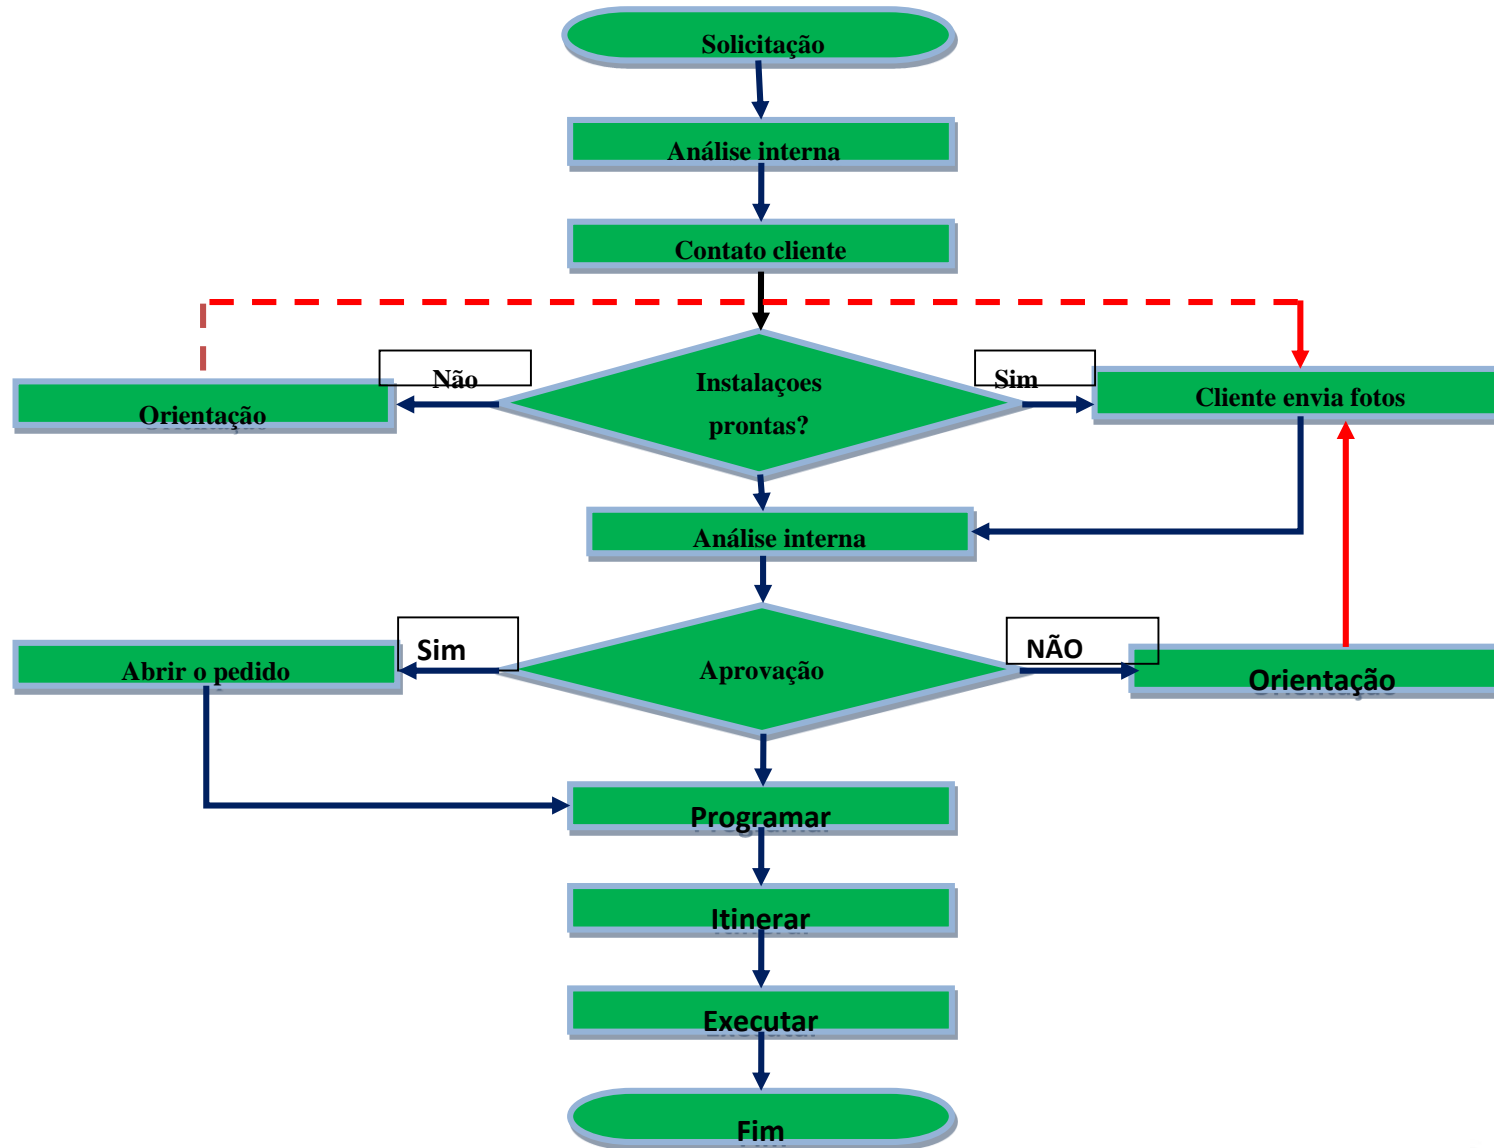 Solicitação
Análise interna
Contato cliente
Não
Instalaçoes
prontas?
Sim
Orientação
Cliente envia fotos
Análise interna
Sim
Aprovação
NÃO
Abrir o pedido
Orientação
Programar
Itinerar
Executar
Fim